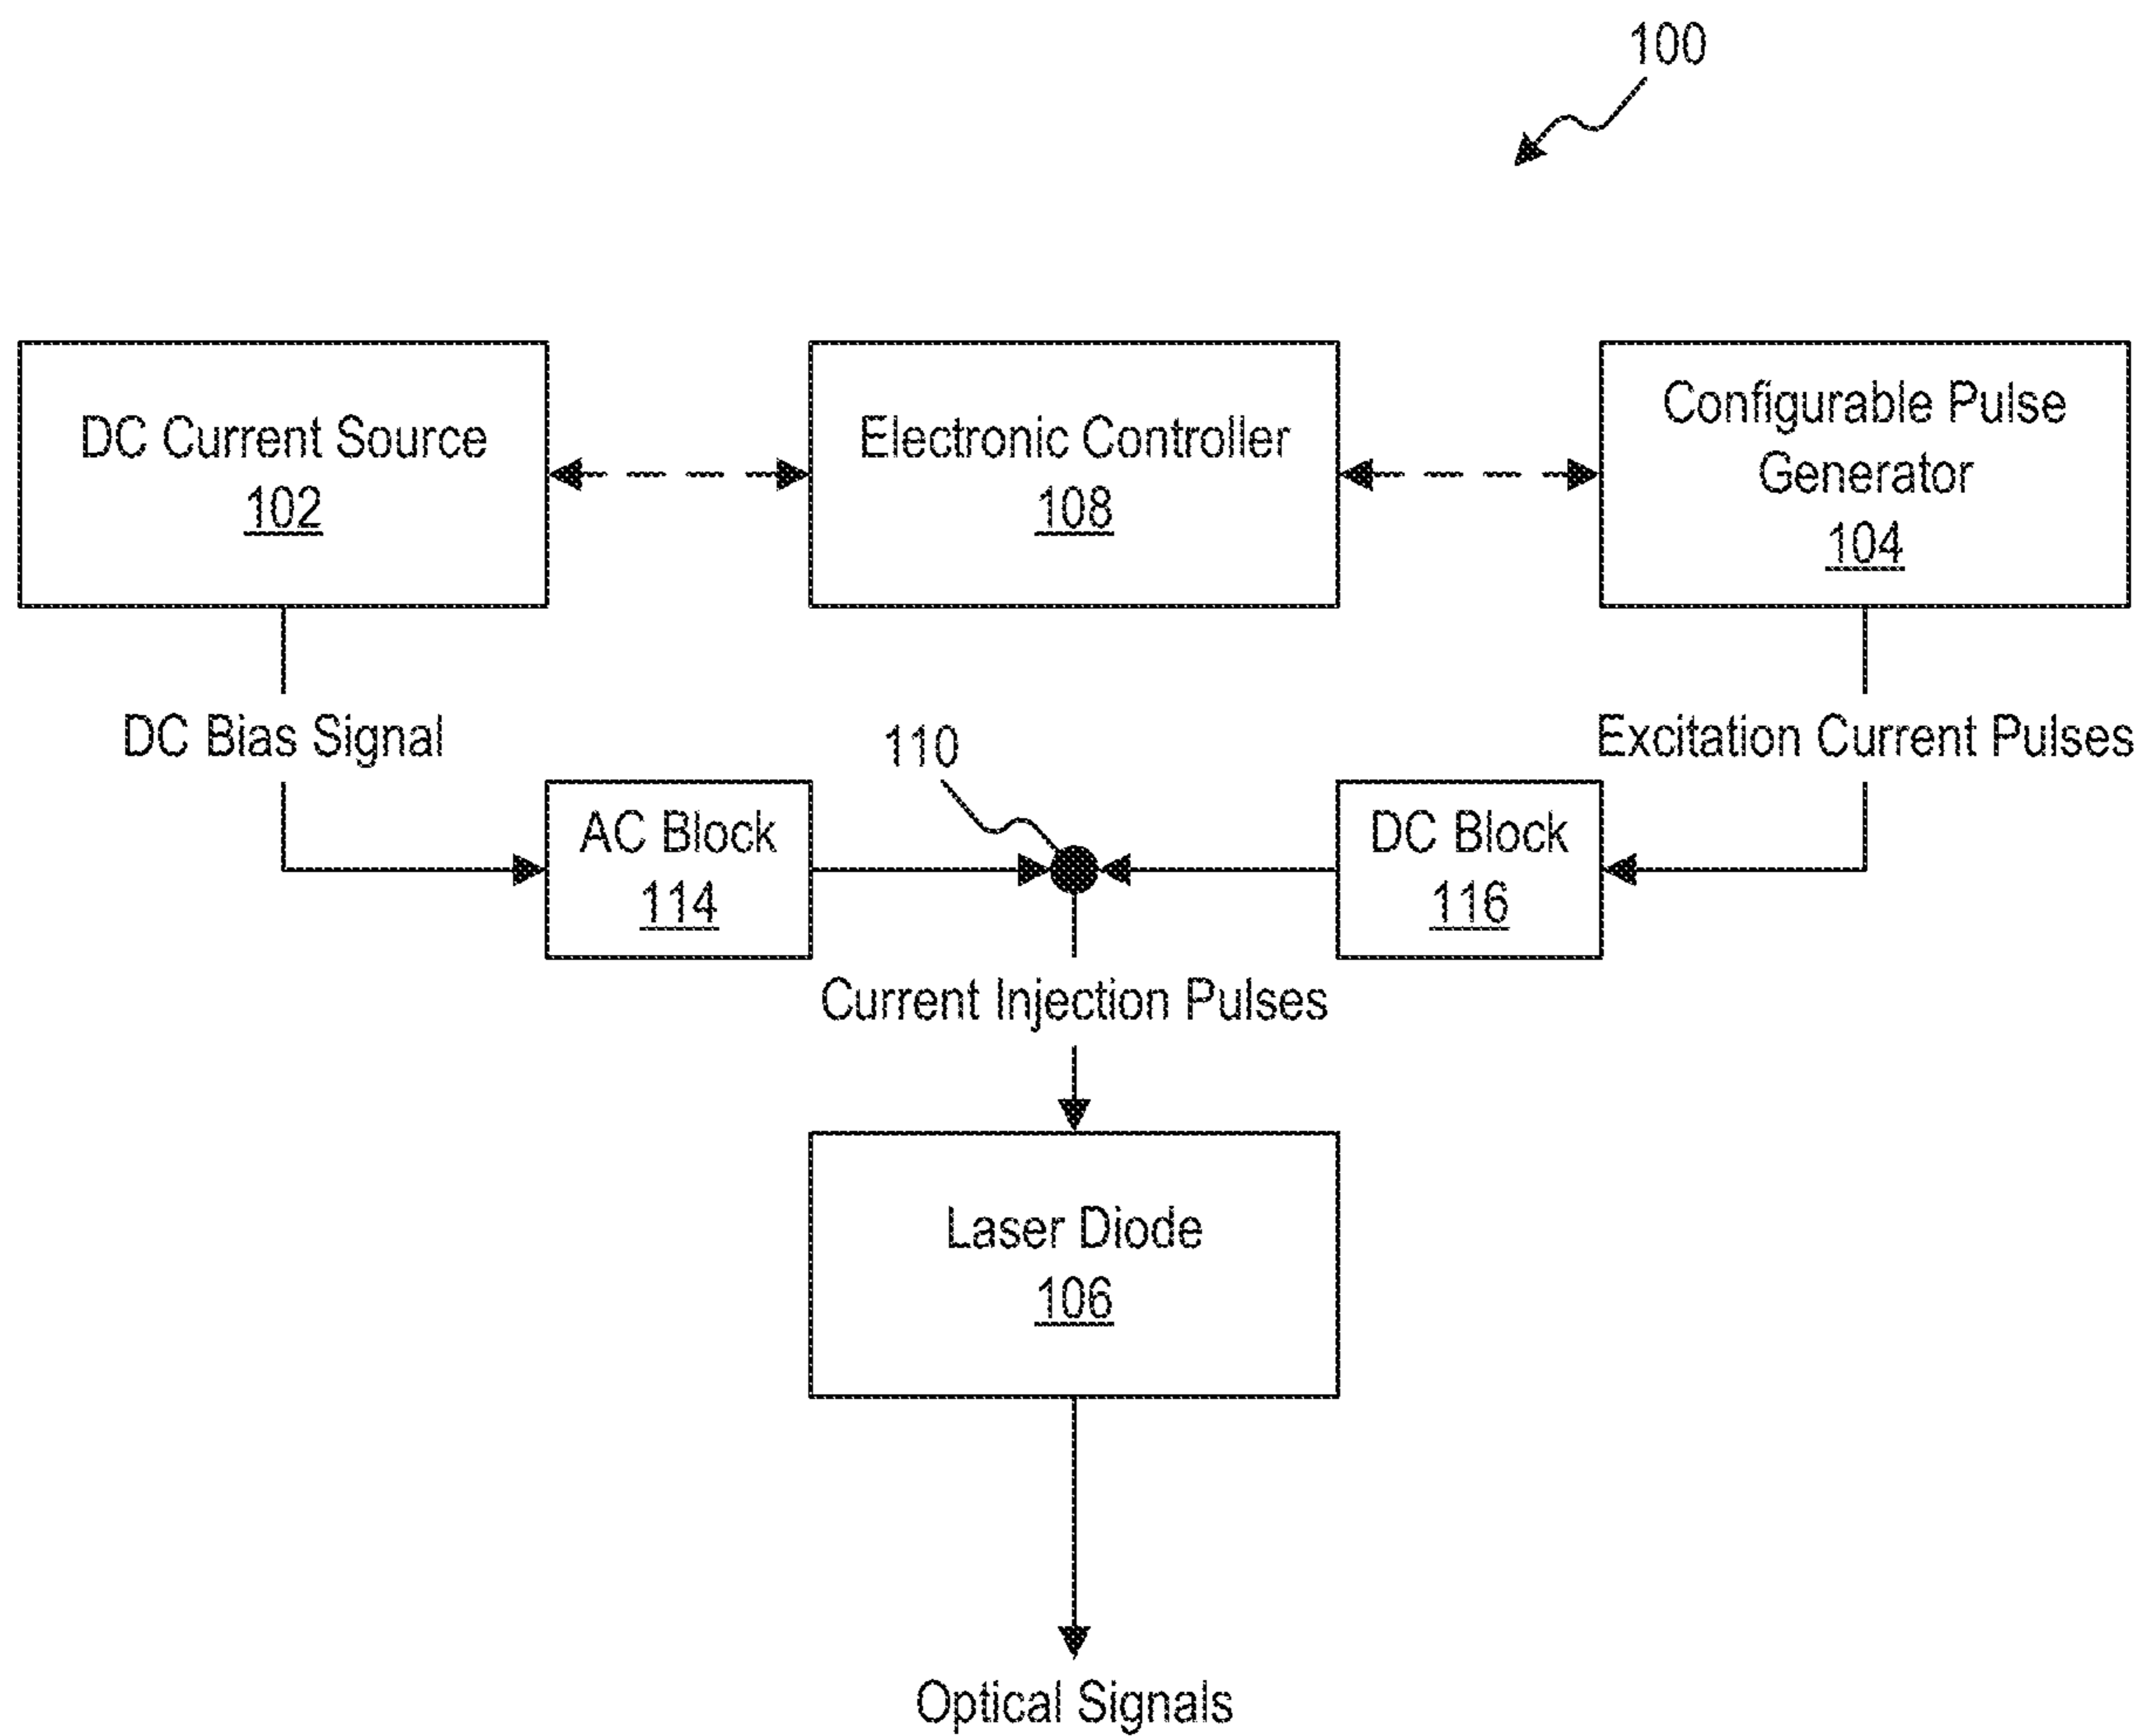 100
DC Current Source
102
Electronic Controller
108
Configurable Pulse
Generator
104
DC Bias Signal
110
Excitation Current Pulses
AC Block
114
DC Block
116
Current Injection Pulses
Laser Diode
106
Optical Signals